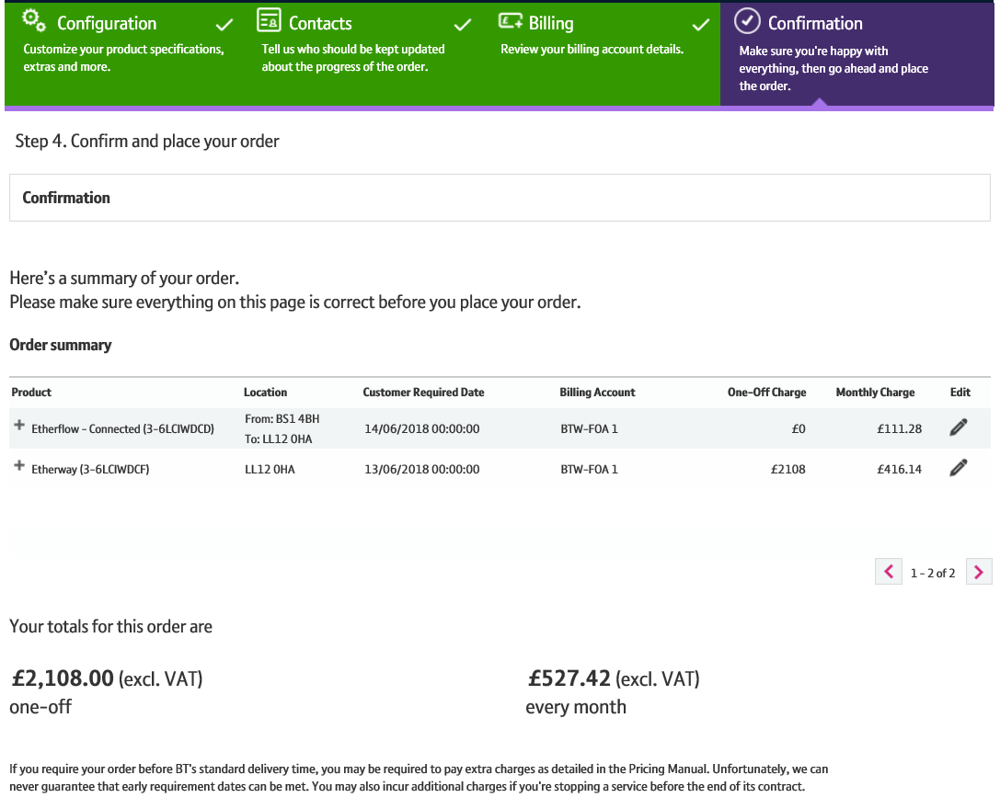 Configuration
Customize your product specifications,
extras and more.
Contacts
Tell us who should be kept updated
about the progress of the order.
Billing
Review your billing account details.
Confirmation
Make sure you're happy with
everything, then go ahead and place
the order.
Step 4. Confirm and place your order
Confirmation
Here's a summary of your order.
Please make sure everything on this page is correct before you place your order.
Order summary
Product Location Customer Required Date Billing Account One-Off Charge Monthly Charge Edit
From: BS1 4BH
Etherflow - Connected (3-6LCIWDCD) 14/06/2018 00:00:00 BTW-FOA 1 £0 £111.28
To: LL12 0HA
Etherway (3-6LCIWDCF) LL12 0HA 13/06/2018 00:00:00 BTW-FOA 1 £2108 £416.14
1 - 2 of 2
Your totals for this order are
£2,108.00 (excl. VAT) £527.42 (excl. VAT)
one-off every month
If you require your order before BT's standard delivery time, you may be required to pay extra charges as detailed in the Pricing Manual. Unfortunately, we can
never guarantee that early requirement dates can be met. You may also incur additional charges if you're stopping a service before the end of its contract.